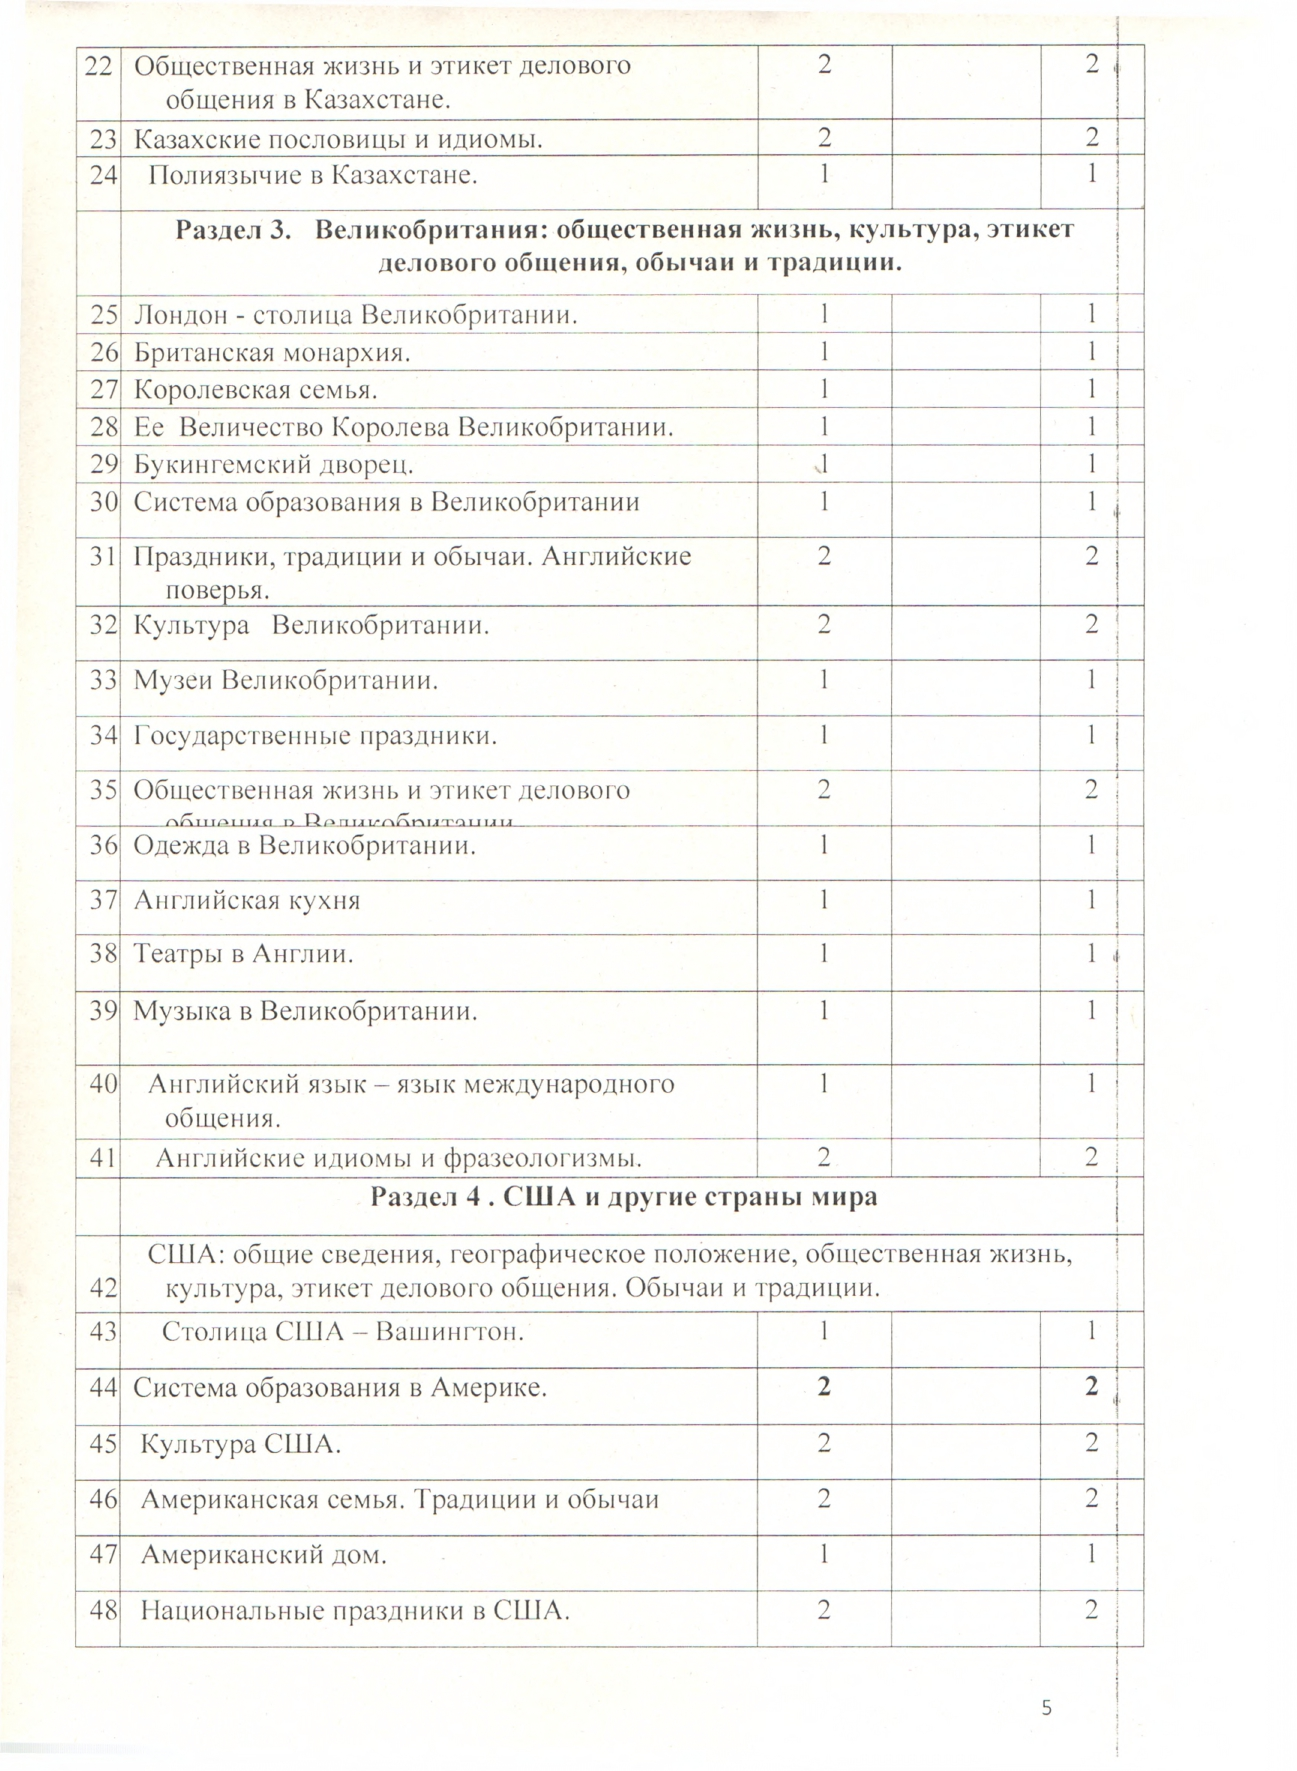 22 Общественная жизнь и этикет делового 2 2
общения в Казахстане.
23 Казахские пословицы и идиомы. 2 2
24 Полиязычие в Казахстане. 1 1
Раздел 3. Великобритания: общественная жизнь, культура, этикет
делового общения, обычаи и традиции.
25 Лондон - столица Великобритании. 1 1
26 Британская монархия. 1 1
27 Королевская семья. 1 1
28 Ее Величество Королева Великобритании. 1 1
29 Букингемский дворец. 1 1
30 Система образования в Великобритании 1 1
31 Праздники, традиции и обычаи. Английские 2 2
поверья.
32 Культура Великобритании. 2 2
33 Музеи Великобритании. 1 1
34 Государственные праздники. 1 1
35 Общественная жизнь и этикет делового 2 2
общения в Великобритании
36 Одежда в Великобритании. 1 1
37 Английская кухня 1 1
38 Театры в Англии. 1 1
39 Музыка в Великобритании. 1 1
40 Английский язык – язык международного 1 1
общения.
41 Английские идиомы и фразеологизмы. 2 2
Раздел 4 . США и другие страны мира
США: общие сведения, географическое положение, общественная жизнь,
42 культура, этикет делового общения. Обычаи и традиции.
43 Столица США – Вашингтон. 1 1
44 Система образования в Америке. 2 2
45 Культура США. 2 2
46 Американская семья. Традиции и обычаи 2 2
47 Американский дом. 1 1
48 Национальные праздники в США. 2 2
5